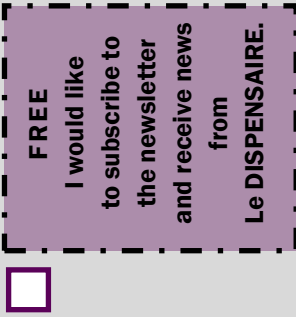 FREE
I would like
to subscribe to
the newsletter
and receive news
from
Le DISPENSAIRE.